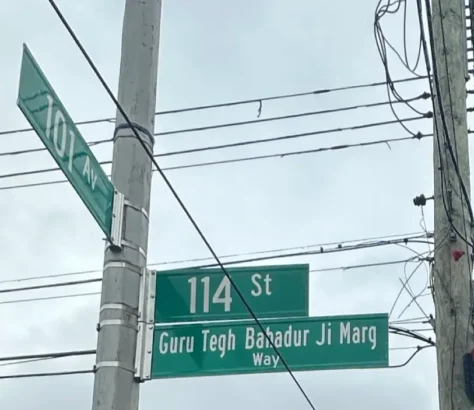 101 AV
114 St
Guru Tegh Bahadur Ji Marg
Way